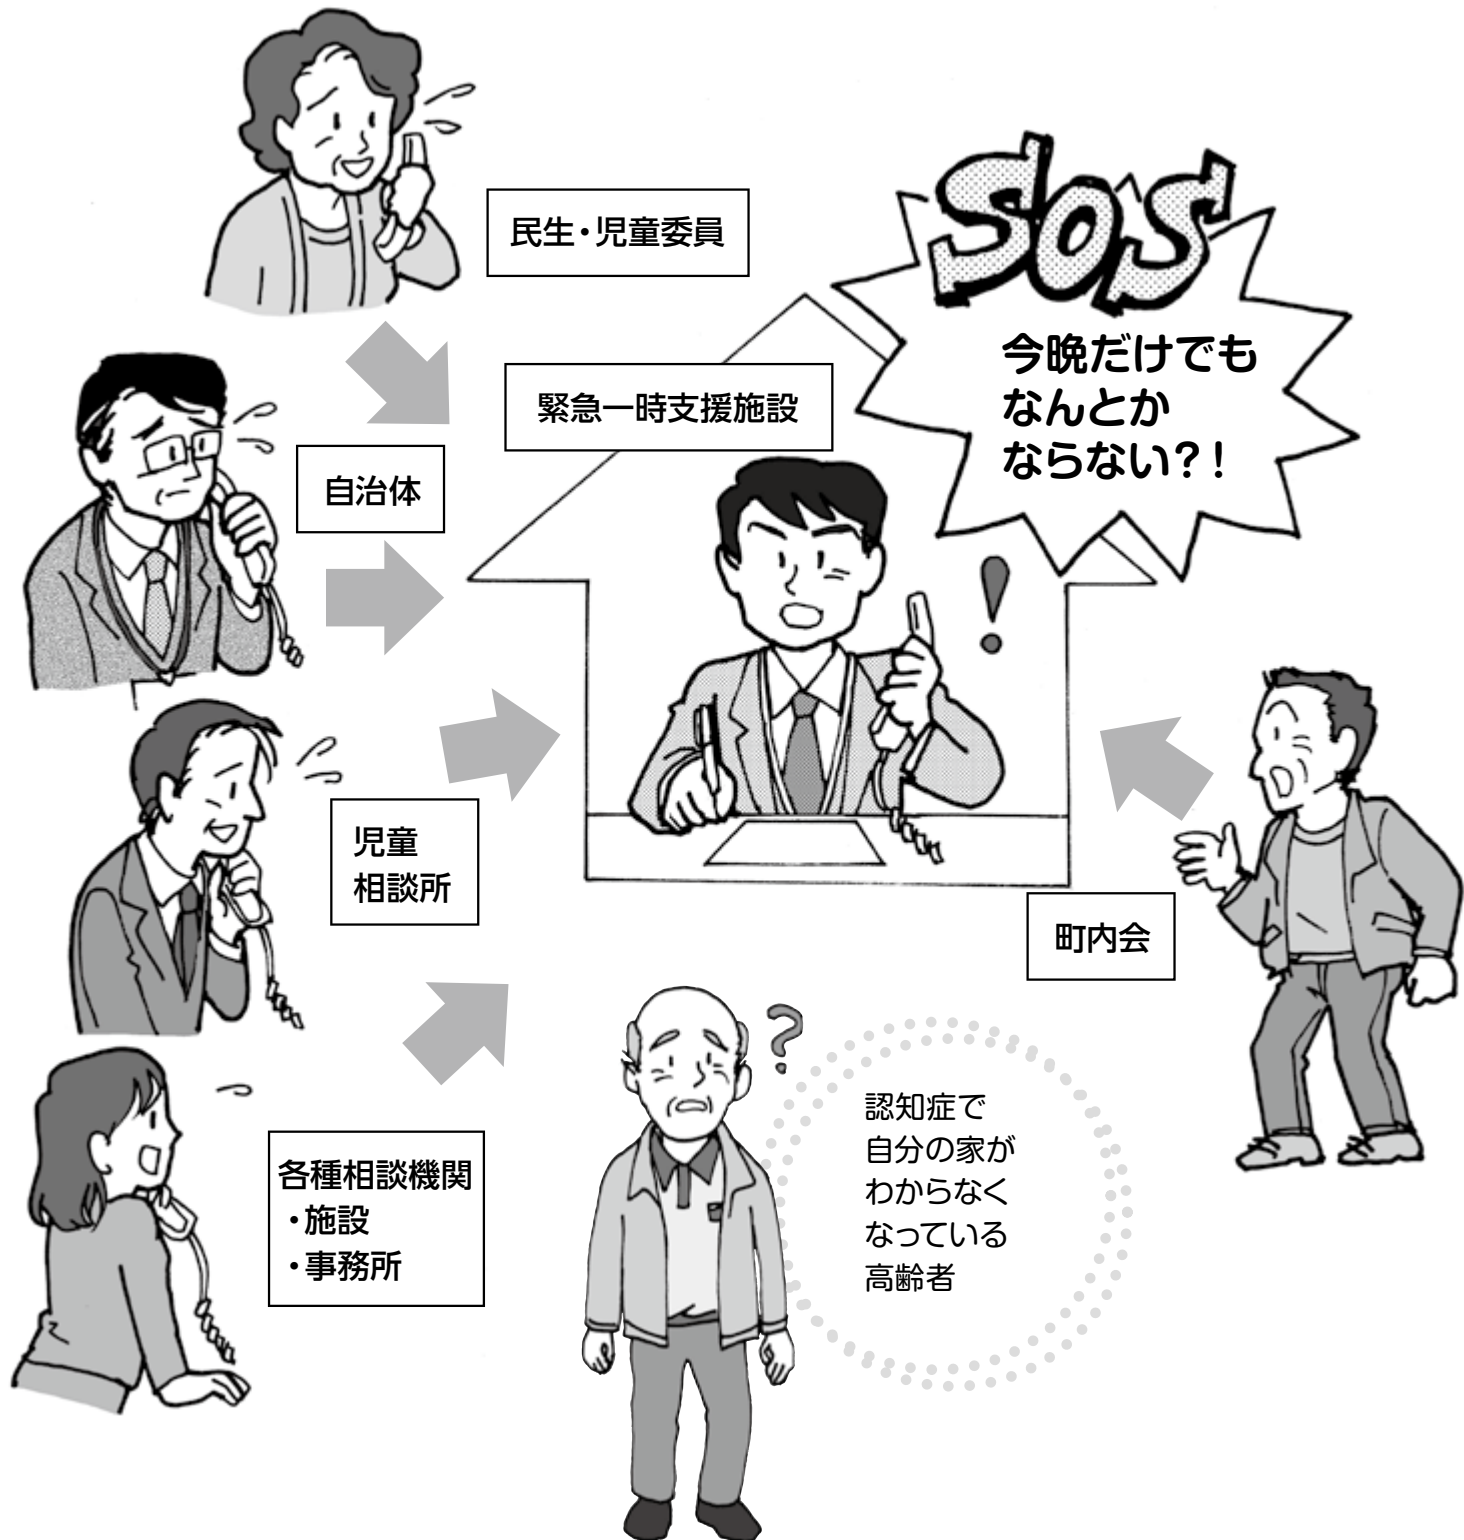 民生・児童委員
SOS
今晩だけでも
なんとか
ならない?!
緊急一時支援施設
自治体
!
児童
相談所
町内会
?
認知症で
自分の家が
わからなく
なっている
高齢者
各種相談機関
・施設
・事務所